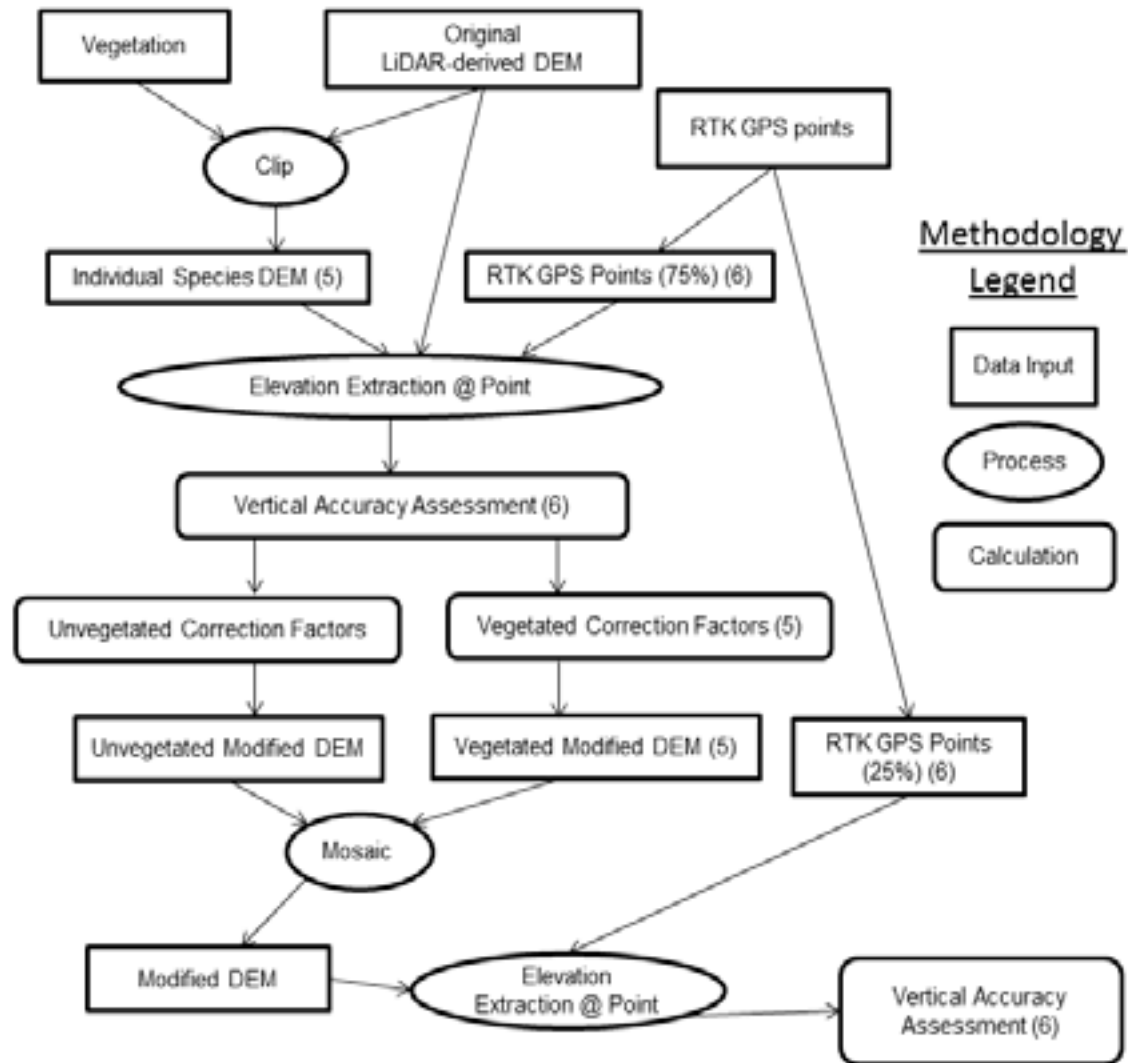 Vegetation
Original
LiDAR-derived DEM
RTK GPS points
Clip
Methodology
Legend
Individual Species DEM (5)
RTK GPS Points (75%) (6)
Data Input
Elevation Extraction @ Point
Process
Vertical Accuracy Assessment (6)
Calculation
Unvegetated Correction Factors
Vegetated Correction Factors (5)
Unvegetated Modified DEM
Vegetated Modified DEM (5)
RTK GPS Points
(25%) (6)
Mosaic
Modified DEM
Elevation
Extraction @ Point
Vertical Accuracy
Assessment (6)